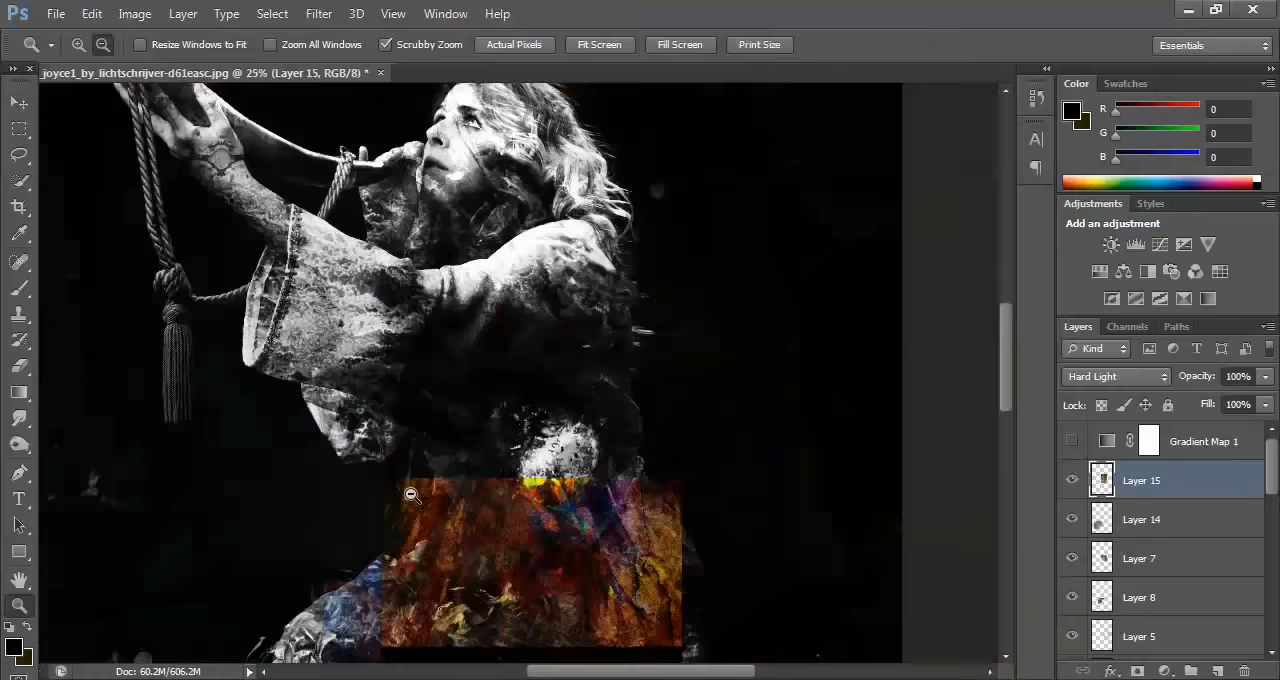 Ps File Edit Image Layer Type Select Filter 3D View Window Help
Resize Windows to Fit Zoom All Windows Scrubby Zoom Actual Pixels Fit Screen Fill Screen Print Size Essentials
joyce1_by_lichtschrijver-d61easc.jpg @ 25% (Layer 15, RGB/8) * ×
Color Swatches
R 0
G 0
B 0
Adjustments Styles
Add an adjustment
Layers Channels Paths
Kind
Hard Light Opacity: 100%
Lock: Fill: 100%
Gradient Map 1
Layer 15
Layer 14
Layer 7
Layer 8
Layer 5
Doc: 60.2M/606.2M